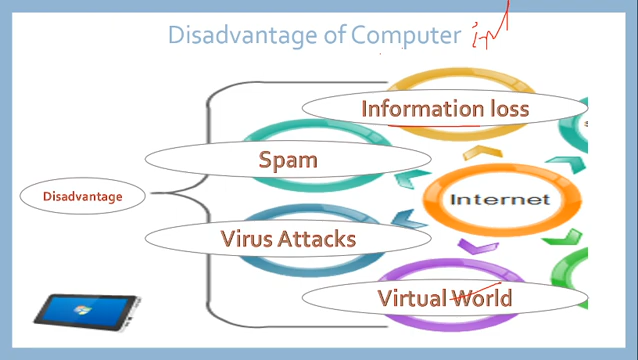 Disadvantage of Computer
Information loss
Spam
Disadvantage
Internet
Virus Attacks
Virtual World